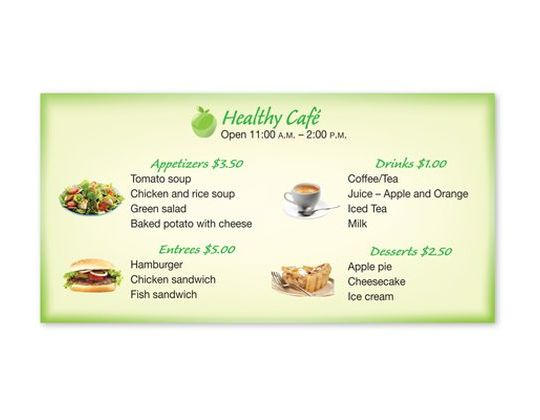 Healthy Café
Open 11:00 A.M. – 2:00 P.M.
Appetizers $3.50
Tomato soup
Chicken and rice soup
Green salad
Baked potato with cheese
Drinks $1.00
Coffee/Tea
Juice – Apple and Orange
Iced Tea
Milk
Entrees $5.00
Hamburger
Chicken sandwich
Fish sandwich
Desserts $2.50
Apple pie
Cheesecake
Ice cream